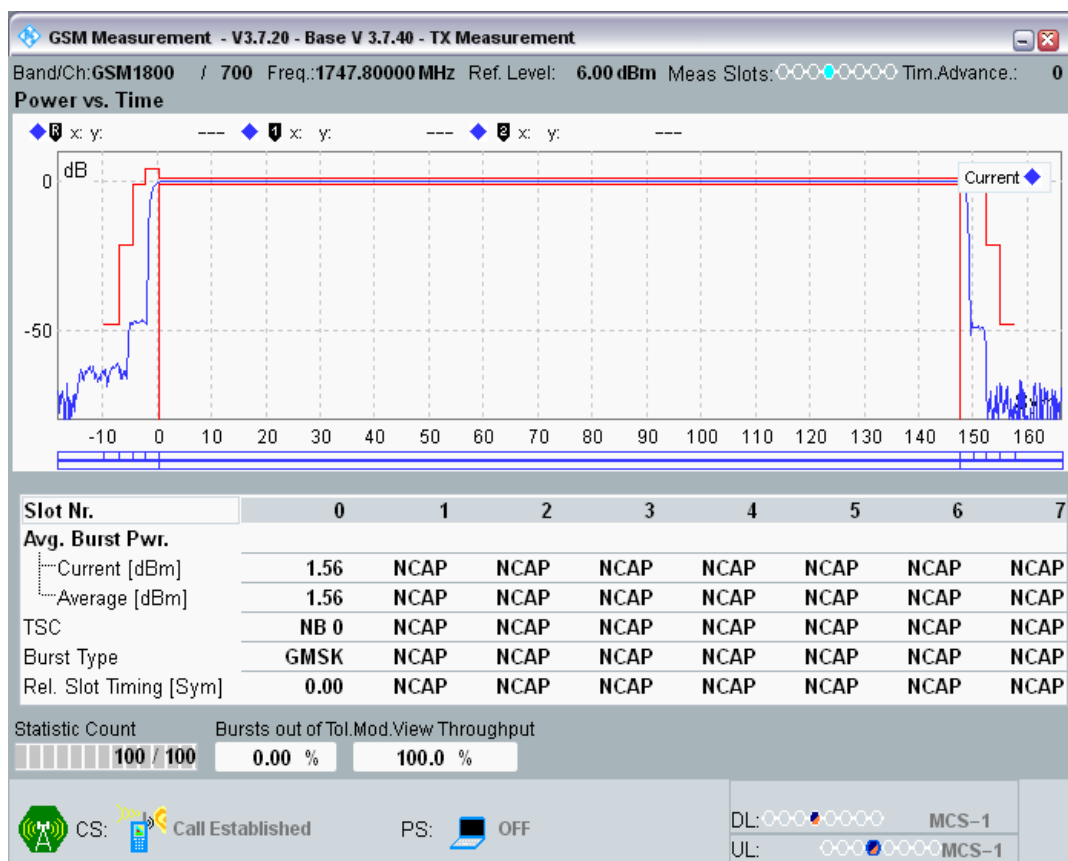 GSM Measurement - V3.7.20 - Base V 3.7.40 - TX Measurement
Band/Ch:GSM1800 / 700 Freq.:1747.80000 MHz Ref. Level: 6.00 dBm Meas Slots: Tim.Advance.: 0
Power vs. Time
R x: y: --- 1 x: y: --- 2 x: y: ---
dB
Current
0
-50
-10 0 10 20 30 40 50 60 70 80 90 100 110 120 130 140 150 160
Slot Nr. 0 1 2 3 4 5 6 7
Avg. Burst Pwr.
Current [dBm] 1.56 NCAP NCAP NCAP NCAP NCAP NCAP NCAP
Average [dBm] 1.56 NCAP NCAP NCAP NCAP NCAP NCAP NCAP
TSC NB 0 NCAP NCAP NCAP NCAP NCAP NCAP NCAP
Burst Type GMSK NCAP NCAP NCAP NCAP NCAP NCAP NCAP
Rel. Slot Timing [Sym] 0.00 NCAP NCAP NCAP NCAP NCAP NCAP NCAP
Statistic Count Bursts out of Tol. Mod.View Throughput
100 / 100 0.00 % 100.0 %
CS: Call Established PS: OFF
DL: MCS-1
UL: MCS-1